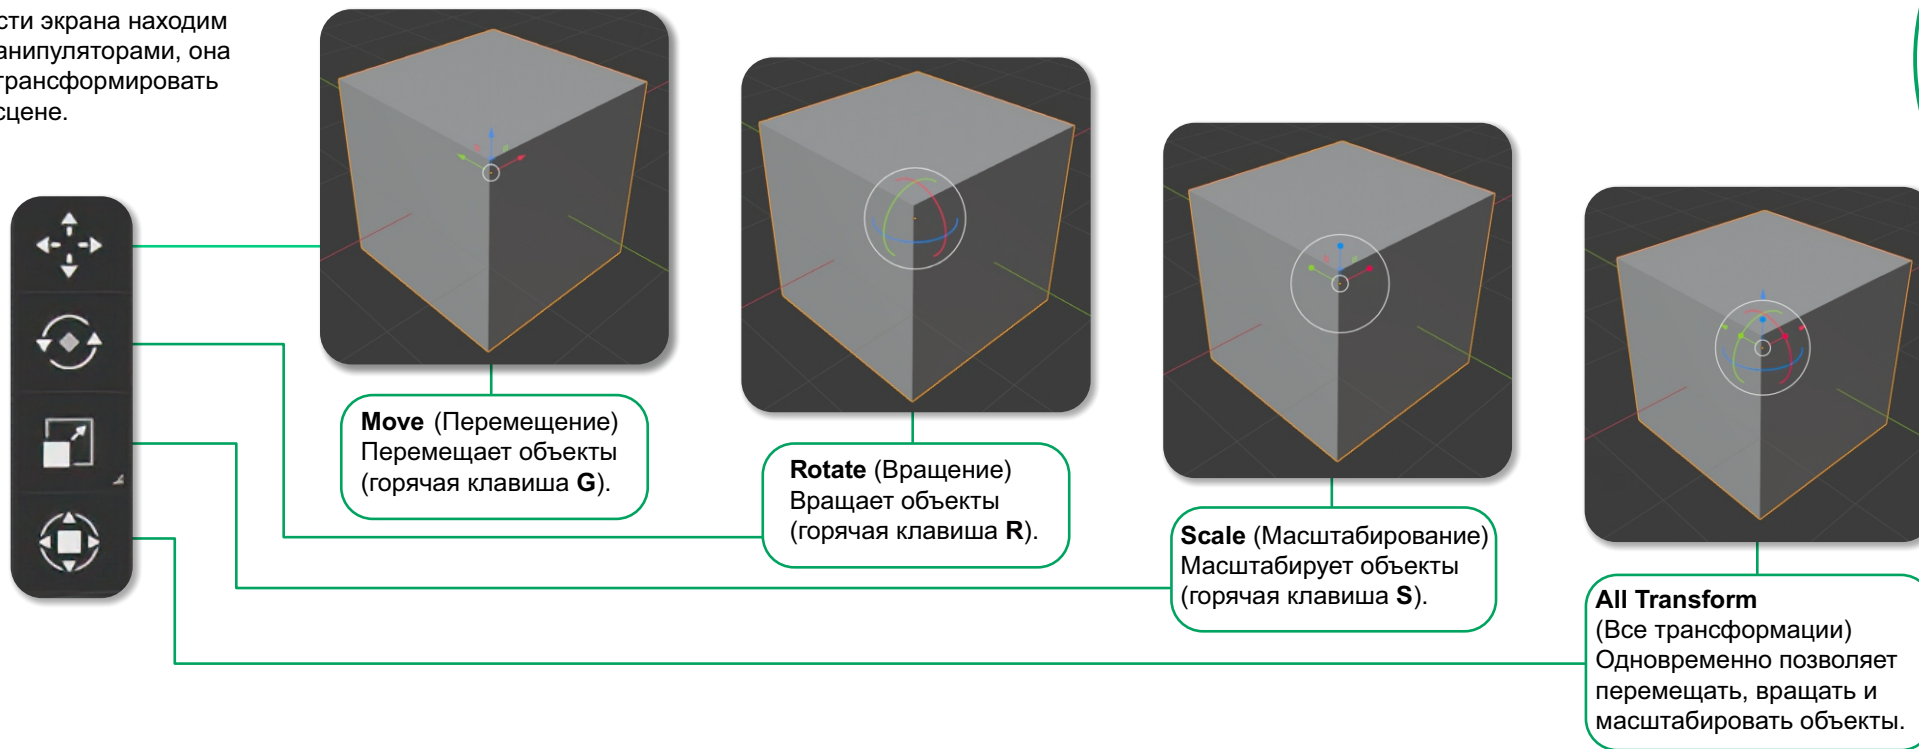 сти экрана находим
анипуляторами, она
трансформировать
сцене.
Move (Перемещение)
Перемещает объекты
(горячая клавиша G).
Rotate (Вращение)
Вращает объекты
(горячая клавиша R).
Scale (Масштабирование)
Масштабирует объекты
(горячая клавиша S).
All Transform
(Все трансформации)
Одновременно позволяет
перемещать, вращать и
масштабировать объекты.